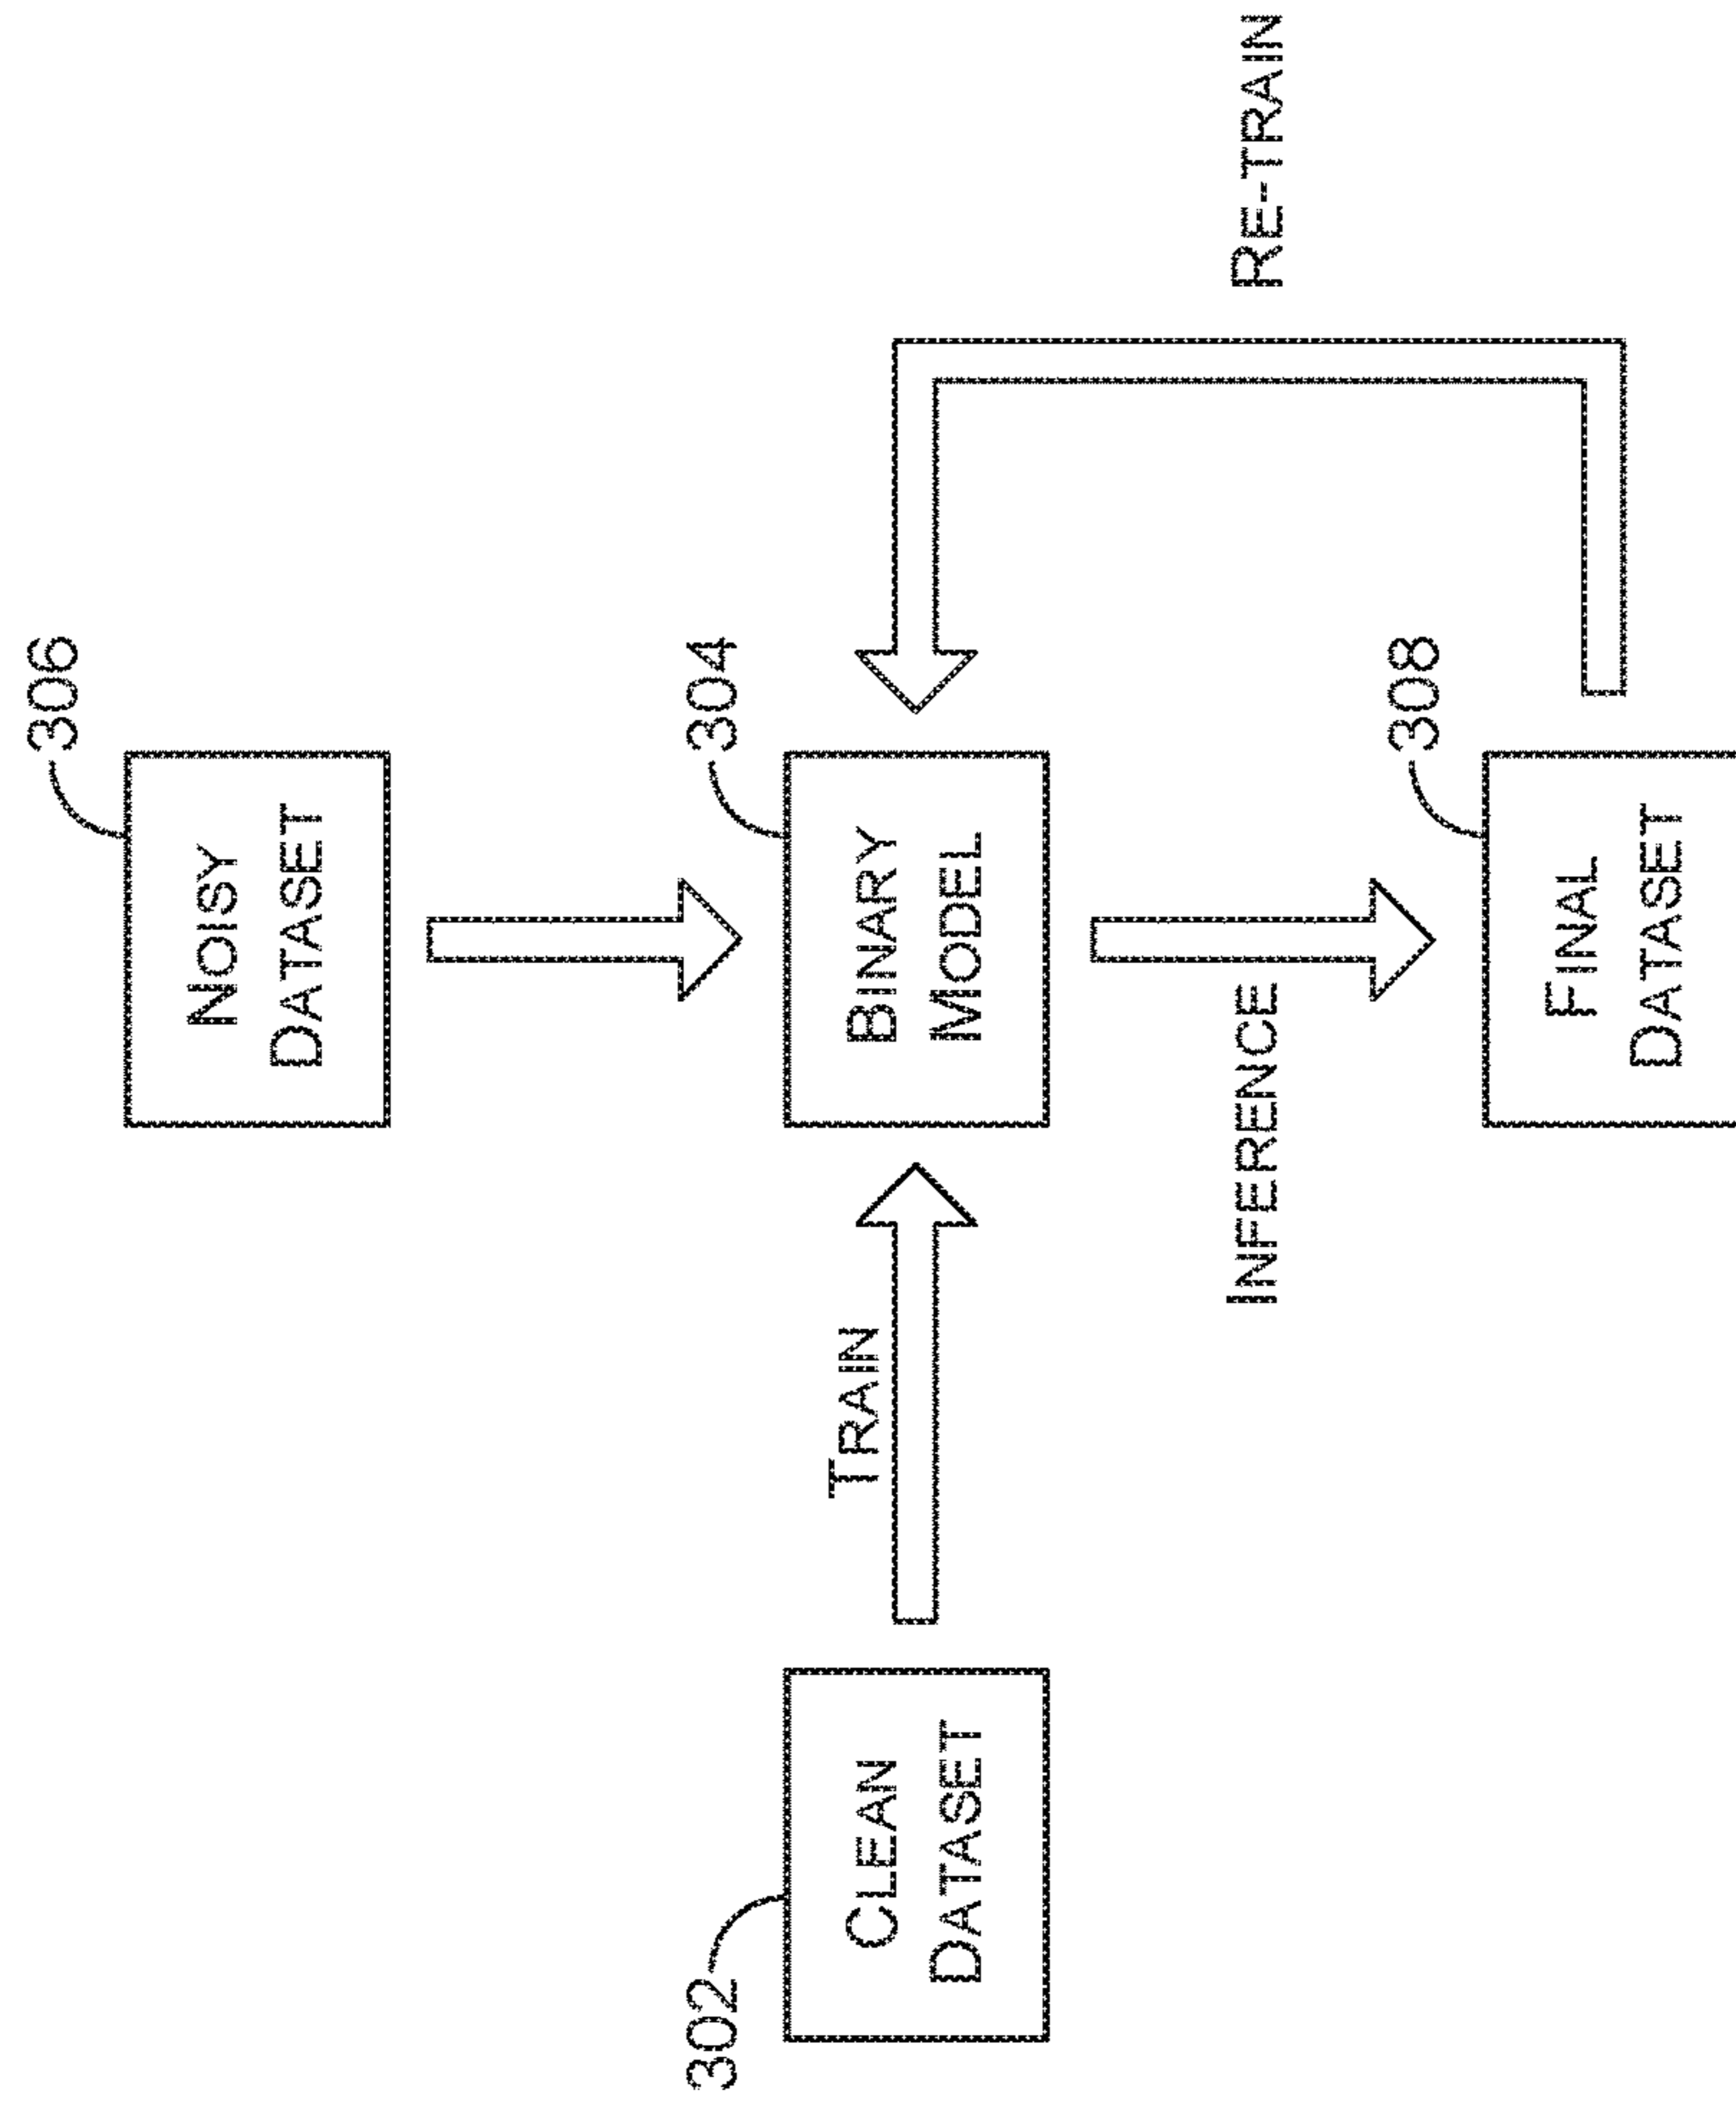 306
NOISY
DATASET
302
CLEAN
DATASET
TRAIN
304
BINARY
MODEL
INFERENCE
RE-TRAIN
308
FINAL
DATASET